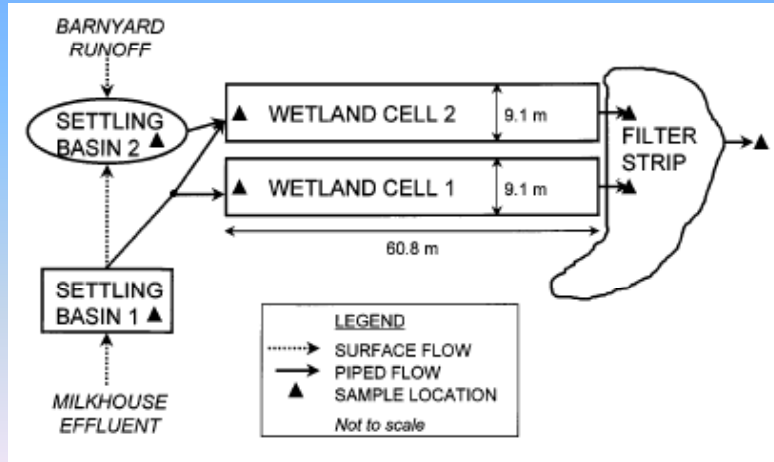 BARNYARD
RUNOFF
SETTLING
BASIN 2
WETLAND CELL 2
9.1 m
FILTER
STRIP
WETLAND CELL 1
9.1 m
60.8 m
SETTLING
BASIN 1
MILKHOUSE
EFFLUENT
LEGEND
SURFACE FLOW
PIPED FLOW
SAMPLE LOCATION
Not to scale